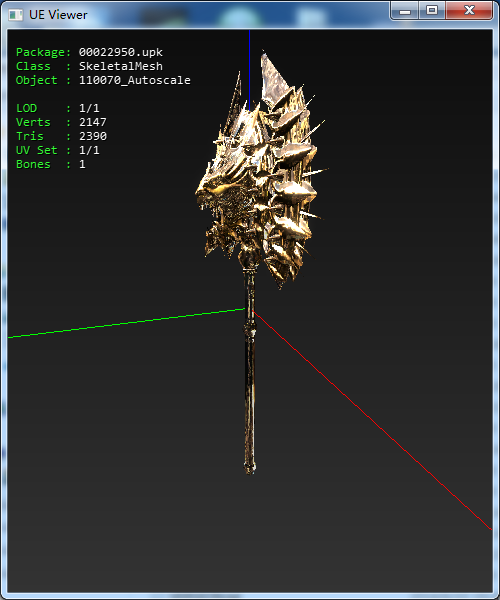 UE Viewer
Package: 00022950.upk
Class : SkeletalMesh
Object : 110070_Autoscale
LOD : 1/1
Verts : 2147
Tris : 2390
UV Set : 1/1
Bones : 1